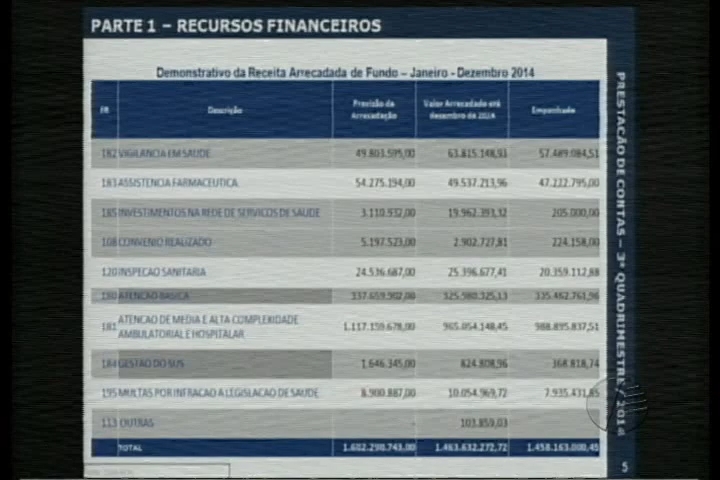 PARTE 1 – RECURSOS FINANCEIROS
Demonstrativo da Receita Arrecadada de Fundo – Janeiro - Dezembro 2014
FR Descrição Previsão de Arrecadação Valor Arrecadado até dezembro de 2014 Empenhado
182 VIGILANCIA EM SAUDE 49.803.595,00 63.815.148,93 57.489.084,51
183 ASSISTENCIA FARMACEUTICA 54.275.194,00 49.537.213,96 47.222.795,00
185 INVESTIMENTOS NA REDE DE SERVICOS DE SAUDE 3.110.932,00 19.962.393,32 205.000,00
108 CONVENIO REALIZADO 5.197.523,00 2.902.727,81 224.158,00
120 INSPECAO SANITARIA 24.536.687,00 25.396.677,41 20.359.112,88
180 ATENCAO BASICA 337.659.902,00 325.980.325,13 335.462.761,96
181 ATENCAO DE MEDIA E ALTA COMPLEXIDADE
AMBULATORIAL E HOSPITALAR 1.117.159.678,00 965.054.148,45 988.895.837,51
184 GESTAO DO SUS 1.646.345,00 824.808,96 368.818,74
195 MULTAS POR INFRACAO A LEGISLACAO DE SAUDE 8.900.887,00 10.054.969,72 7.935.431,85
113 OUTRAS - 103.859,03
TOTAL 1.602.290.743,00 1.463.632.272,72 1.458.163.000,45
PRESTAÇÃO DE CONTAS – 3º QUADRIMESTRE / 2014
5